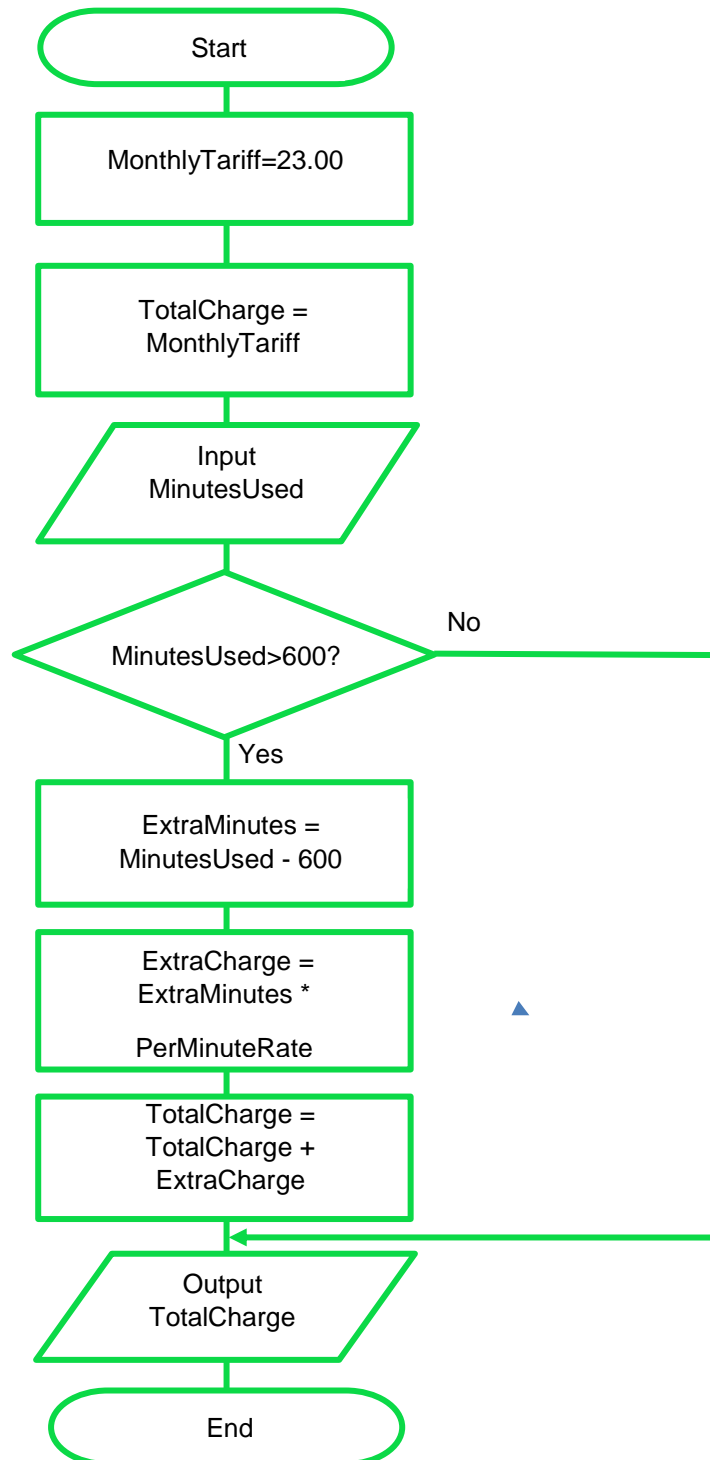 Start
MonthlyTariff=23.00
TotalCharge =
MonthlyTariff
Input
MinutesUsed
No
MinutesUsed>600?
Yes
ExtraMinutes =
MinutesUsed - 600
ExtraCharge =
ExtraMinutes *
PerMinuteRate
TotalCharge =
TotalCharge +
ExtraCharge
Output
TotalCharge
End